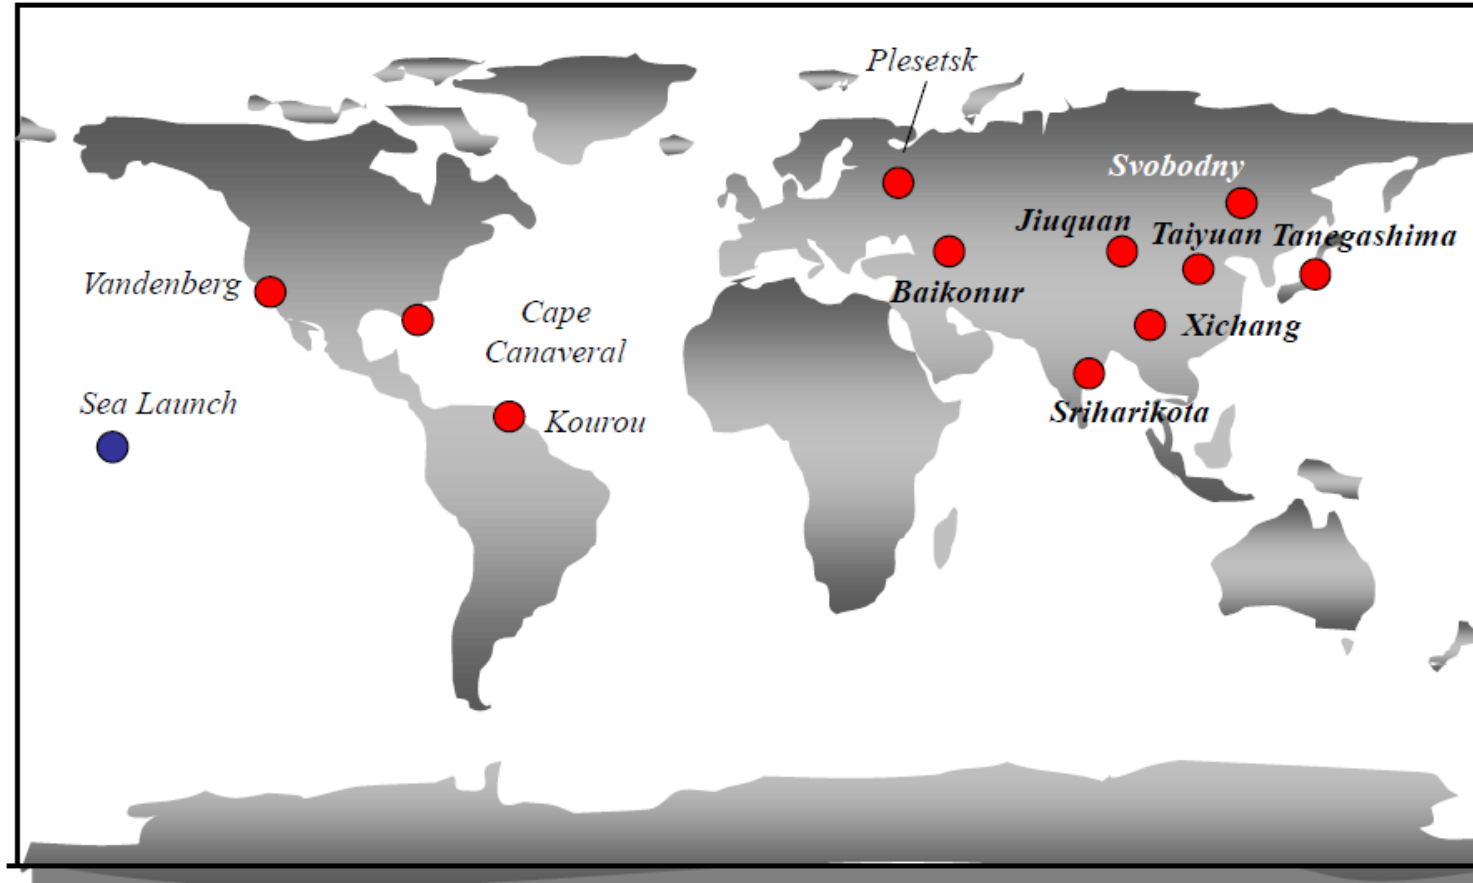 Plesetsk
Svobodny
Jiuquan
Taiyuan
Tanegashima
Vandenberg
Baikonur
Cape
Canaveral
Xichang
Sea Launch
Kourou
Sriharikota